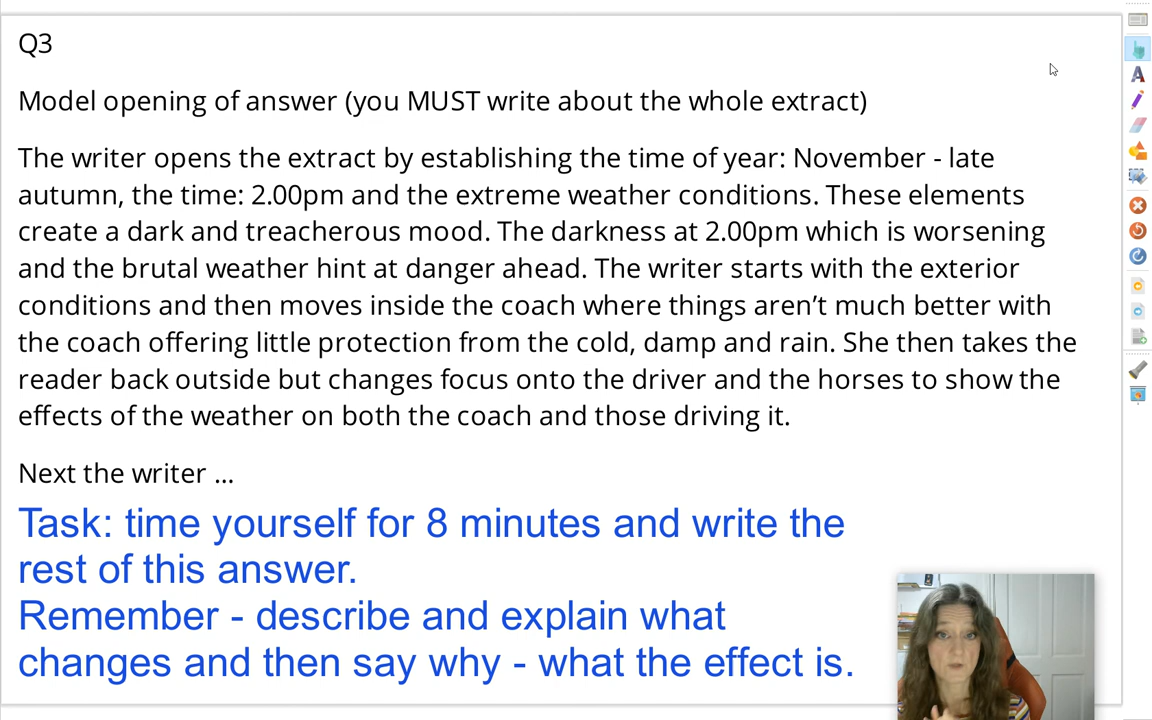 Q3
Model opening of answer (you MUST write about the whole extract)
The writer opens the extract by establishing the time of year: November - late
autumn, the time: 2.00pm and the extreme weather conditions. These elements
create a dark and treacherous mood. The darkness at 2.00pm which is worsening
and the brutal weather hint at danger ahead. The writer starts with the exterior
conditions and then moves inside the coach where things aren’t much better with
the coach offering little protection from the cold, damp and rain. She then takes the
reader back outside but changes focus onto the driver and the horses to show the
effects of the weather on both the coach and those driving it.
Next the writer ...
Task: time yourself for 8 minutes and write the
rest of this answer.
Remember - describe and explain what
changes and then say why - what the effect is.